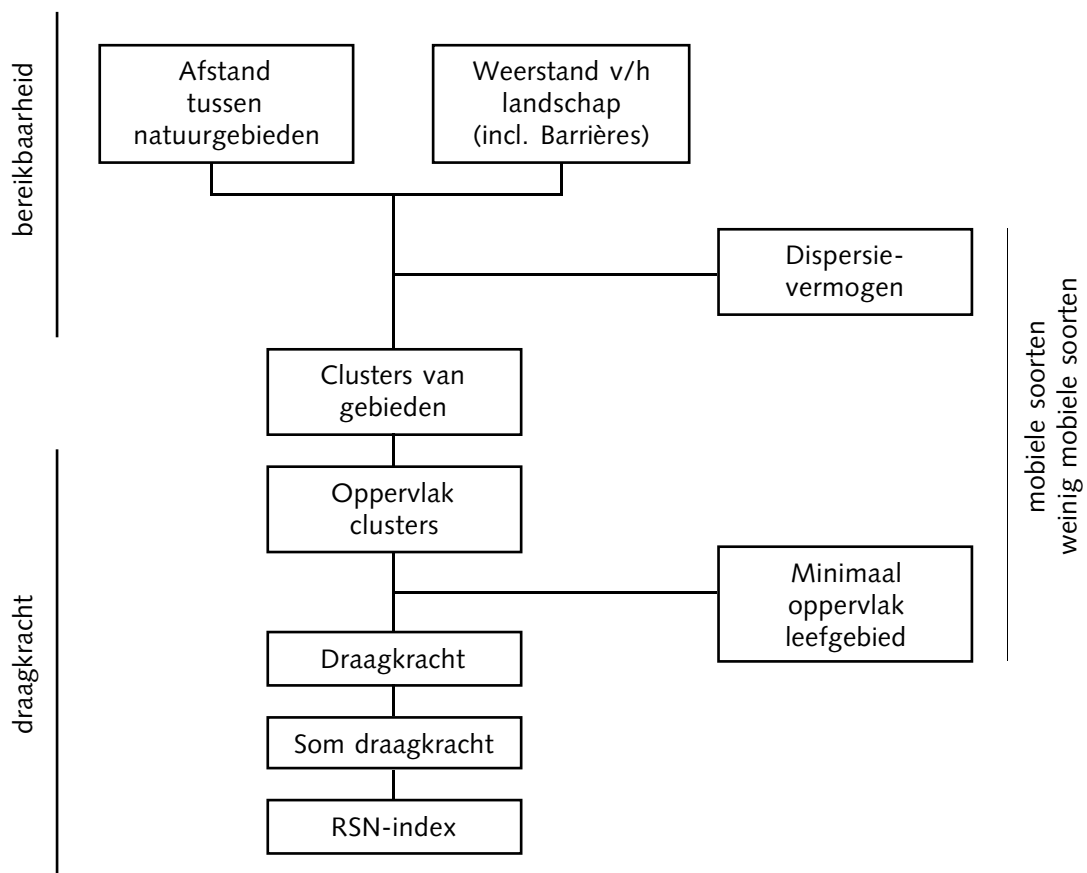 bereikbaarheid
Afstand
tussen
natuurgebieden
Weerstand v/h
landschap
(incl. Barrières)
Dispersie-
vermogen
mobiele soorten
weinig mobiele soorten
Clusters van
gebieden
draagkracht
Oppervlak
clusters
Minimaal
oppervlak
leefgebied
Draagkracht
Som draagkracht
RSN-index